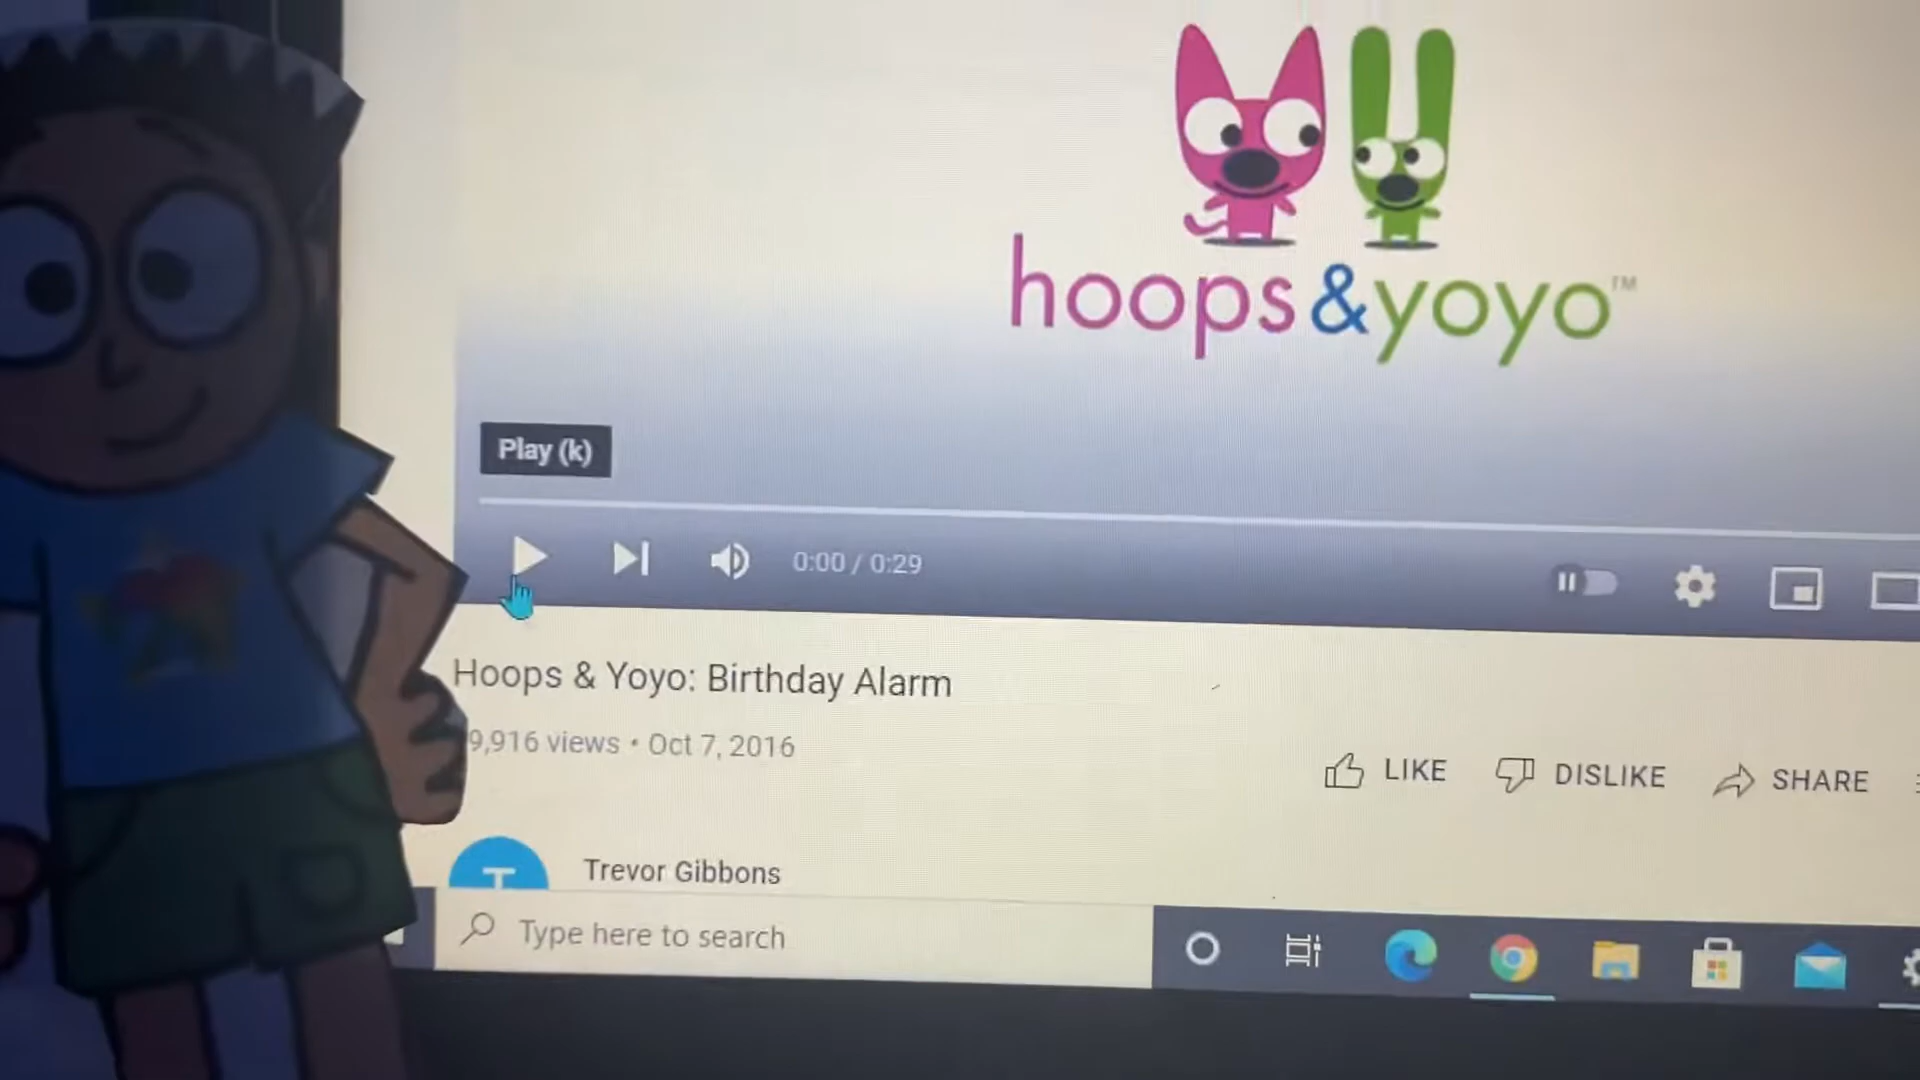 hoops&yoyo™
Play (k)
0:00 / 0:29
Hoops & Yoyo: Birthday Alarm
9,916 views • Oct 7, 2016
LIKE DISLIKE SHARE
T
Trevor Gibbons
Type here to search